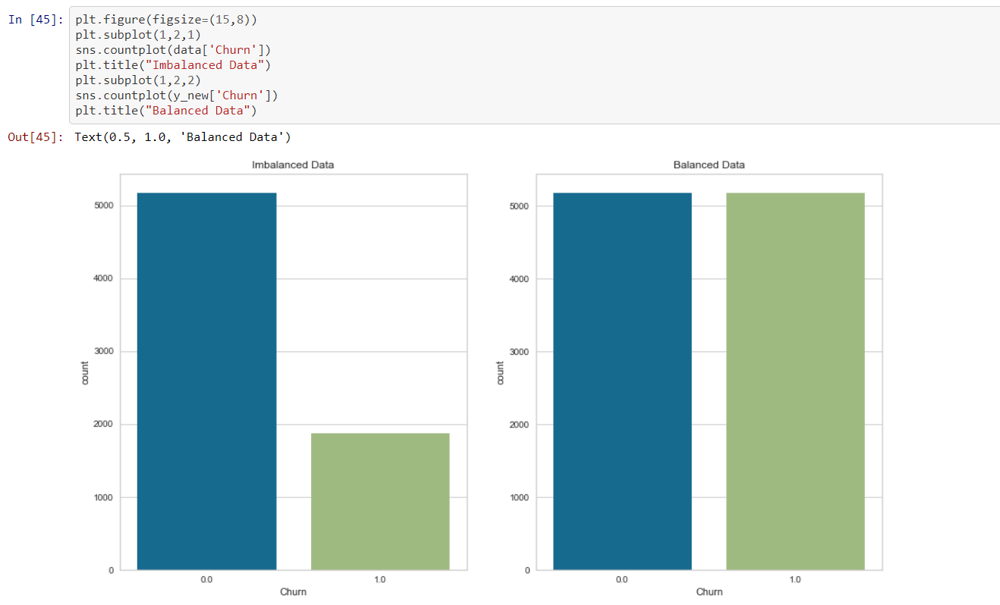 In [45]: plt.figure(figsize=(15,8))
plt.subplot(1,2,1)
sns.countplot(data['Churn'])
plt.title("Imbalanced Data")
plt.subplot(1,2,2)
sns.countplot(y_new['Churn'])
plt.title("Balanced Data")
Out[45]: Text(0.5, 1.0, 'Balanced Data')
Imbalanced Data
5000
4000
3000
2000
1000
0
count
0.0 1.0
Churn
Balanced Data
5000
4000
3000
2000
1000
0
count
0.0 1.0
Churn